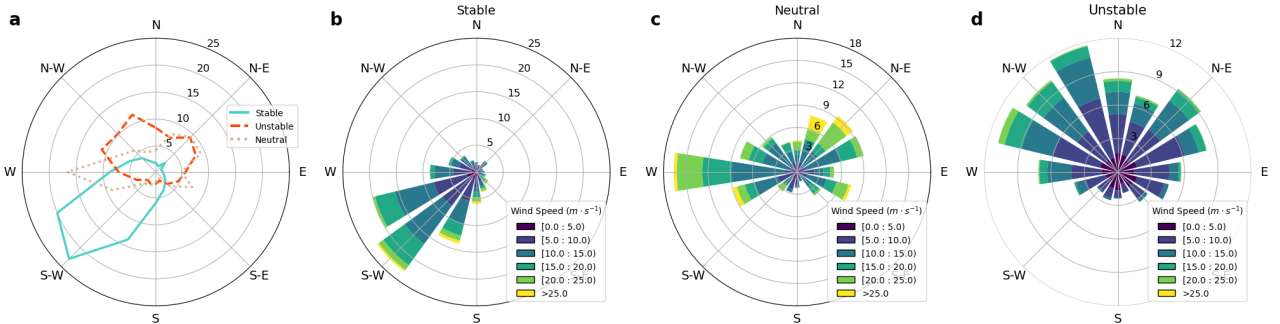 a
N
N-E
E
S-E
S
S-W
W
N-W
5
10
15
20
25
Stable
Unstable
Neutral
b
Stable
N
N-E
E
S
S-W
W
N-W
5
10
15
20
25
Wind Speed (m · s⁻¹)
[0.0 : 5.0)
[5.0 : 10.0)
[10.0 : 15.0)
[15.0 : 20.0)
[20.0 : 25.0)
>25.0
c
Neutral
N
N-E
E
S
S-W
W
N-W
3
6
9
12
15
18
Wind Speed (m · s⁻¹)
[0.0 : 5.0)
[5.0 : 10.0)
[10.0 : 15.0)
[15.0 : 20.0)
[20.0 : 25.0)
>25.0
d
Unstable
N
N-E
E
S
S-W
W
N-W
3
6
9
12
Wind Speed (m · s⁻¹)
[0.0 : 5.0)
[5.0 : 10.0)
[10.0 : 15.0)
[15.0 : 20.0)
[20.0 : 25.0)
>25.0